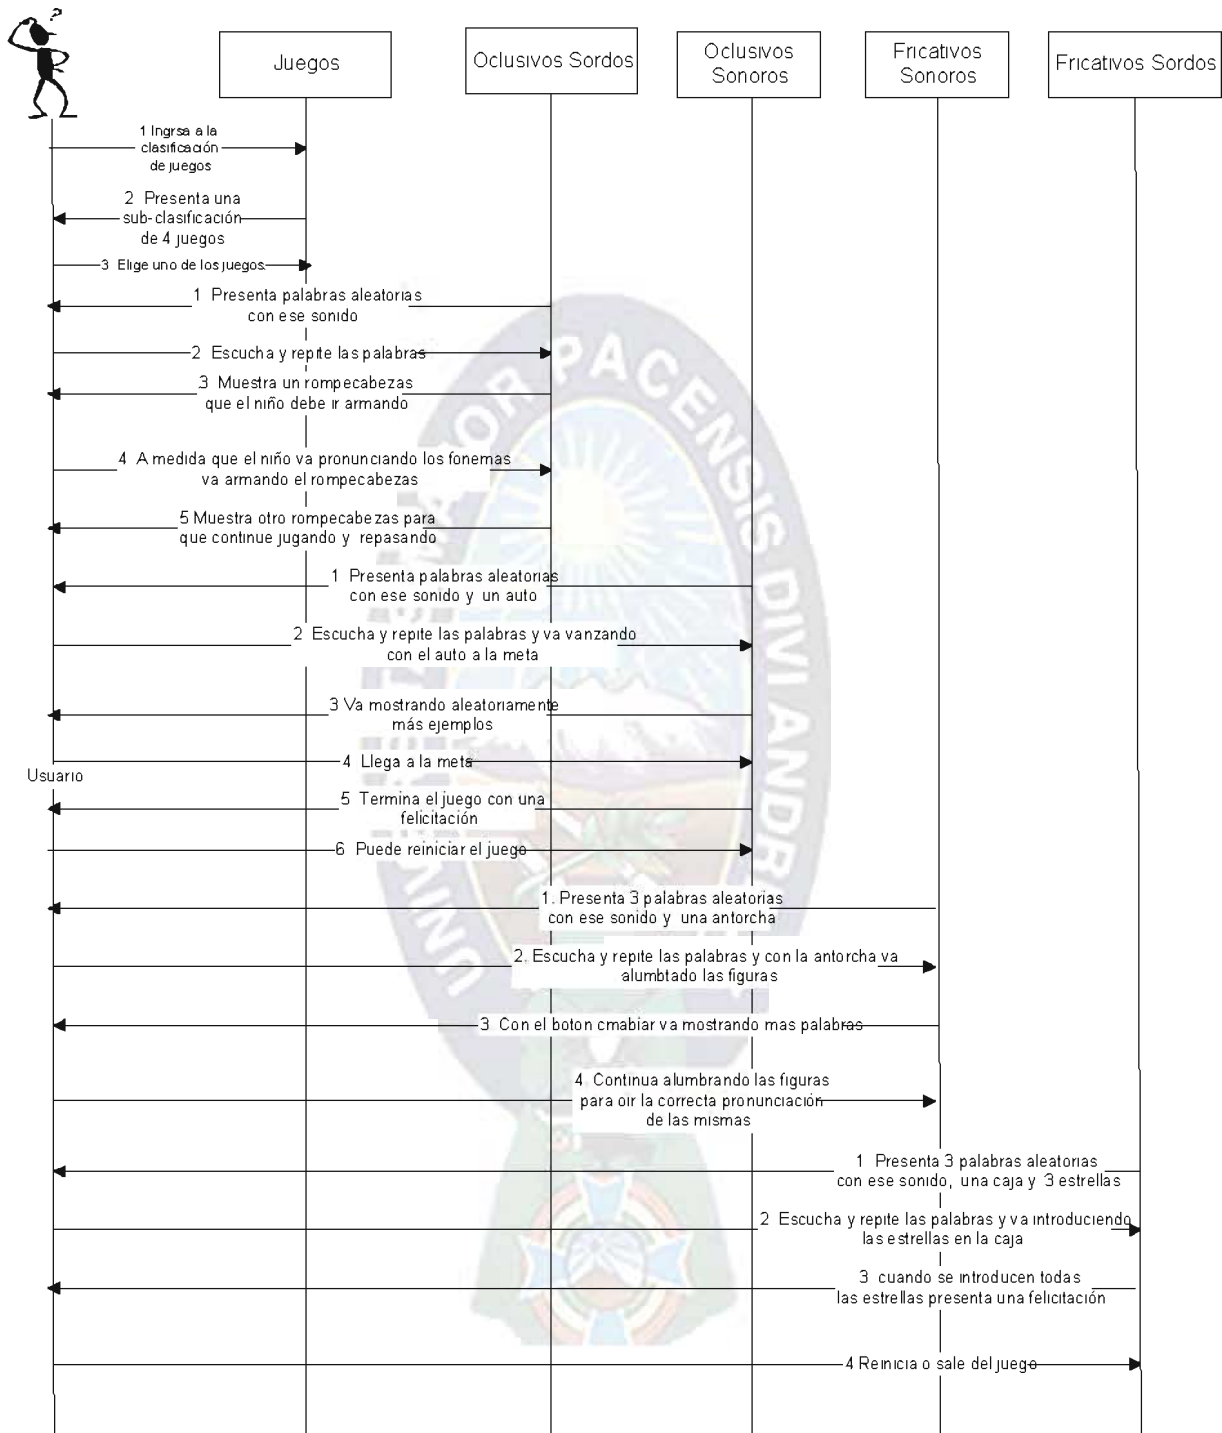 ?
Juegos
Oclusivos Sordos
Oclusivos
Sonoros
Fricativos
Sonoros
Fricativos Sordos
1 Ingrsa a la
clasificación
de juegos
2 Presenta una
sub-clasificación
de 4 juegos
3 Elige uno de los juegos.
1 Presenta palabras aleatorias
con ese sonido
2 Escucha y repite las palabras
3 Muestra un rompecabezas
que el niño debe ir armando
4 A medida que el niño va pronunciando los fonemas
va armando el rompecabezas
5 Muestra otro rompecabezas para
que continue jugando y repasando
1 Presenta palabras aleatorias
con ese sonido y un auto
2 Escucha y repite las palabras y va vanzando
con el auto a la meta
3 Va mostrando aleatoriamente
más ejemplos
4 Llega a la meta
Usuario
5 Termina el juego con una
felicitación
6 Puede reiniciar el juego
1. Presenta 3 palabras aleatorias
con ese sonido y una antorcha
2. Escucha y repite las palabras y con la antorcha va
alumbtado las figuras
3 Con el boton cmabiar va mostrando mas palabras
4 Continua alumbrando las figuras
para oir la correcta pronunciación
de las mismas
1 Presenta 3 palabras aleatorias
con ese sonido, una caja y 3 estrellas
2 Escucha y repite las palabras y va introduciendo
las estrellas en la caja
3 cuando se introducen todas
las estrellas presenta una felicitación
4 Reinicia o sale del juego
PACENSIS DIVI ANDR